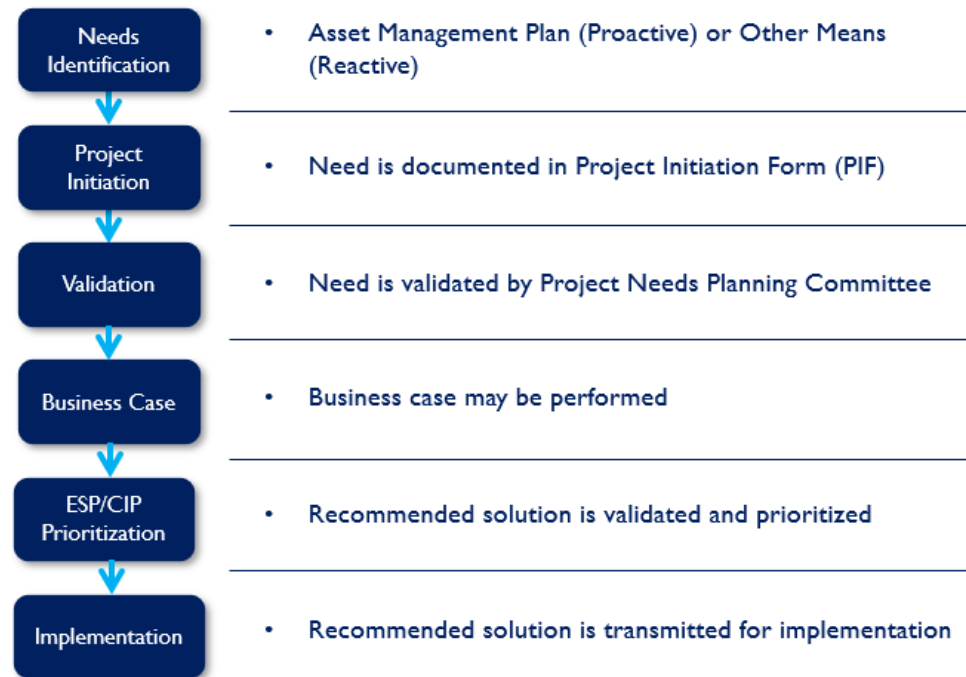 Needs
Identification
• Asset Management Plan (Proactive) or Other Means
(Reactive)
Project
Initiation
• Need is documented in Project Initiation Form (PIF)
Validation
• Need is validated by Project Needs Planning Committee
Business Case
• Business case may be performed
ESP/CIP
Prioritization
• Recommended solution is validated and prioritized
Implementation
• Recommended solution is transmitted for implementation